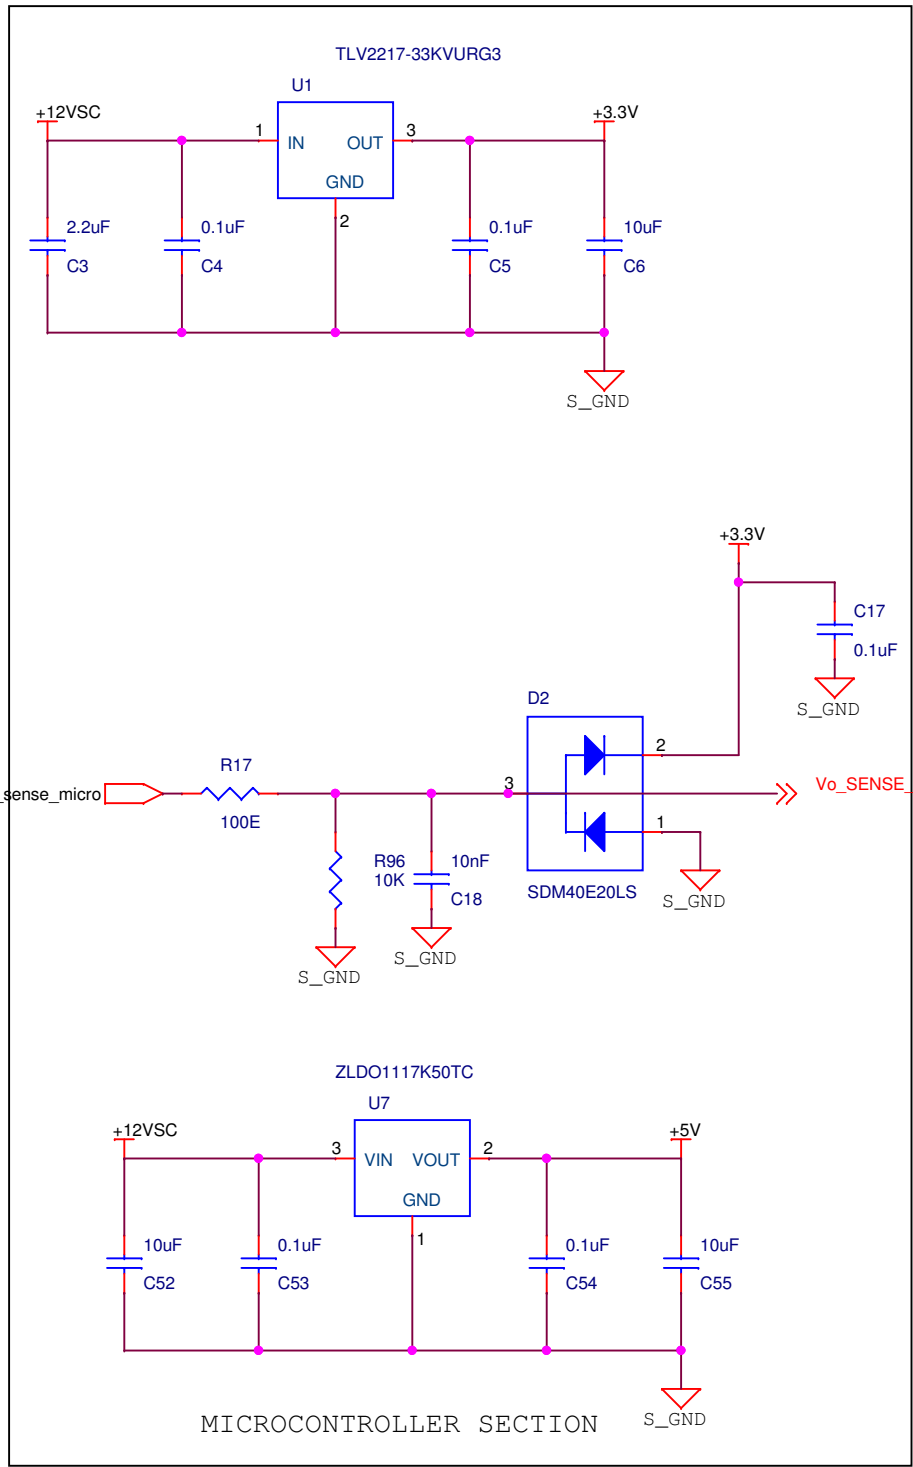 TLV2217-33KVURG3
U1
+12VSC
+3.3V
1
IN
OUT
3
GND
2
2.2uF
C3
0.1uF
C4
0.1uF
C5
10uF
C6
S_GND
+3.3V
C17
0.1uF
S_GND
D2
2
R17
3
_sense_micro
Vo_SENSE_
100E
1
R96
10K
10nF
C18
SDM40E20LS
S_GND
S_GND
S_GND
ZLDO1117K50TC
U7
+12VSC
+5V
3
VIN
VOUT
2
GND
1
10uF
C52
0.1uF
C53
0.1uF
C54
10uF
C55
S_GND
MICROCONTROLLER SECTION